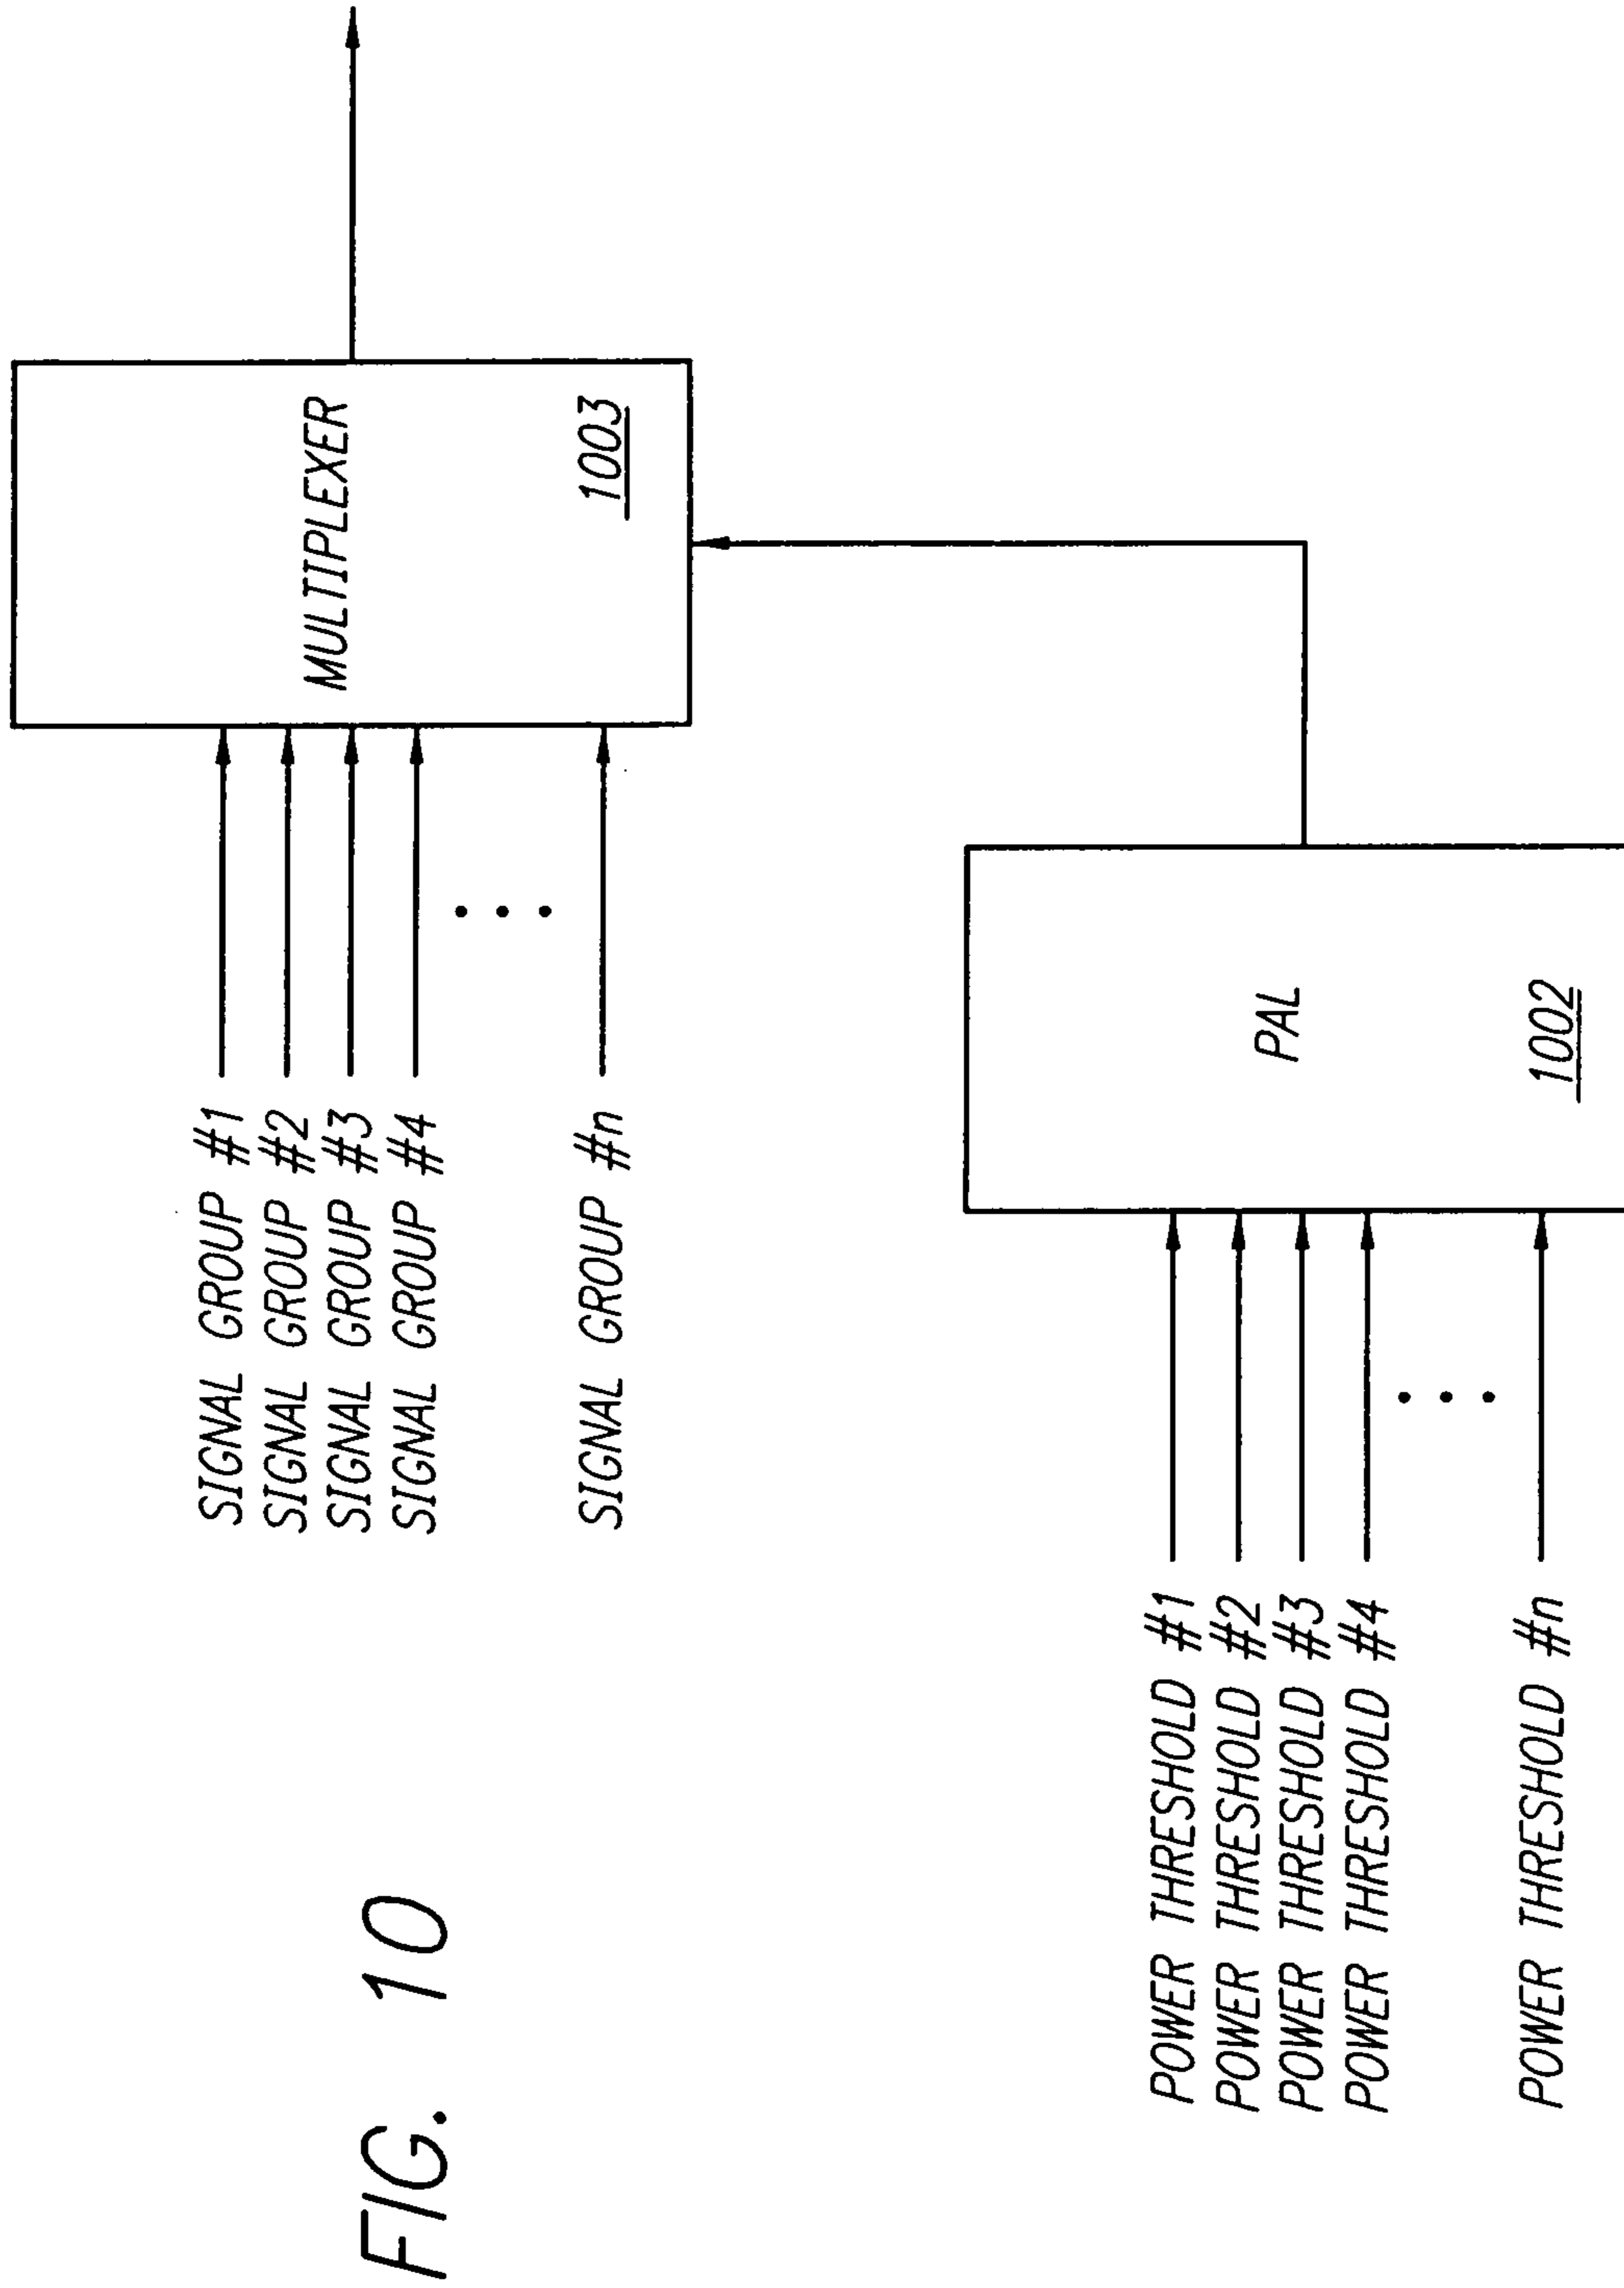 FIG. 10
SIGNAL GROUP #1
SIGNAL GROUP #2
SIGNAL GROUP #3
SIGNAL GROUP #4
SIGNAL GROUP #n
MULTIPLEXER
1003
POWER THRESHOLD #1
POWER THRESHOLD #2
POWER THRESHOLD #3
POWER THRESHOLD #4
POWER THRESHOLD #n
PAL
1002